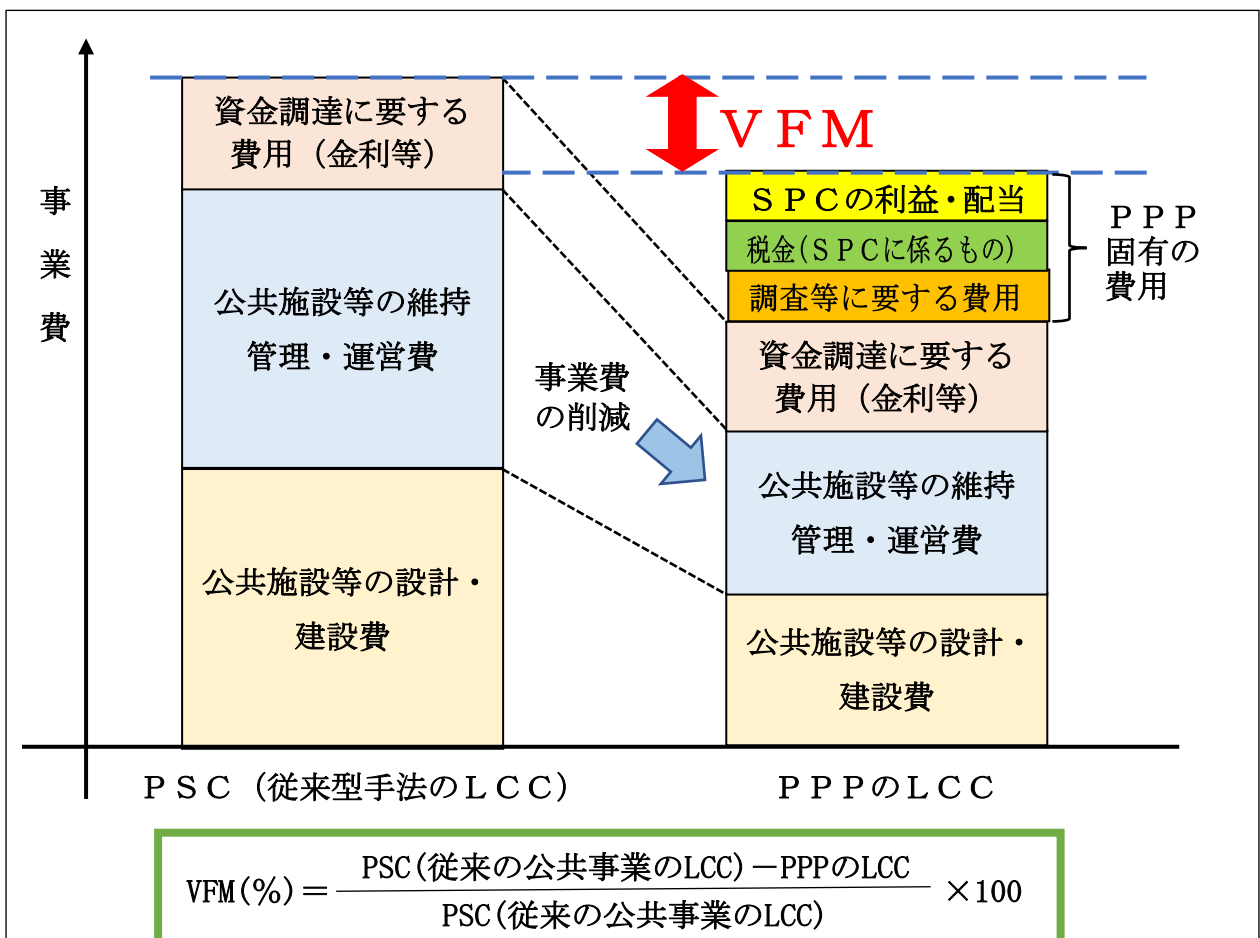 資金調達に要する
費用（金利等）
公共施設等の維持
管理・運営費
公共施設等の設計・
建設費
事業費
ＶＦＭ
ＳＰＣの利益・配当
税金(ＳＰＣに係るもの)
調査等に要する費用
ＰＰＰ
固有の
費用
資金調達に要する
費用（金利等）
事業費
の削減
公共施設等の維持
管理・運営費
公共施設等の設計・
建設費
ＰＳＣ（従来型手法のＬＣＣ）
ＰＰＰのＬＣＣ
VFM(%)＝
PSC(従来の公共事業のLCC)－PPPのLCC
PSC(従来の公共事業のLCC)
×100